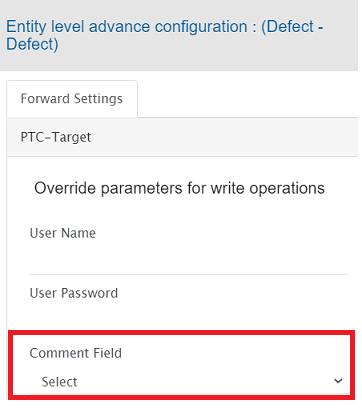 Entity level advance configuration : (Defect -
Defect)
Forward Settings
PTC-Target
Override parameters for write operations
User Name
User Password
Comment Field
Select